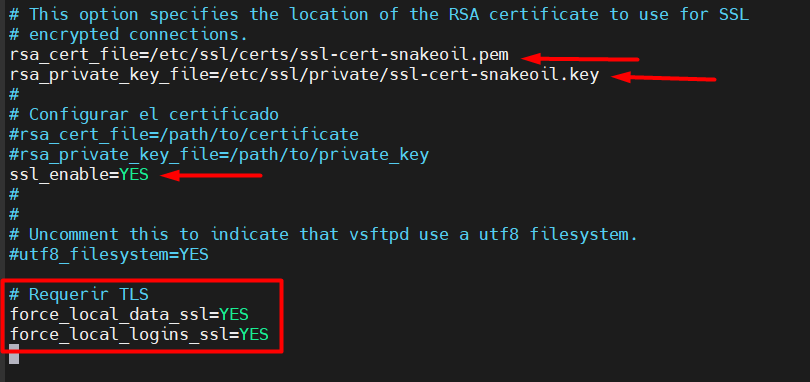 # This option specifies the location of the RSA certificate to use for SSL
# encrypted connections.
rsa_cert_file=/etc/ssl/certs/ssl-cert-snakeoil.pem
rsa_private_key_file=/etc/ssl/private/ssl-cert-snakeoil.key
#
# Configurar el certificado
#rsa_cert_file=/path/to/certificate
#rsa_private_key_file=/path/to/private_key
ssl_enable=YES
#
#
# Uncomment this to indicate that vsftpd use a utf8 filesystem.
#utf8_filesystem=YES
# Requerir TLS
force_local_data_ssl=YES
force_local_logins_ssl=YES